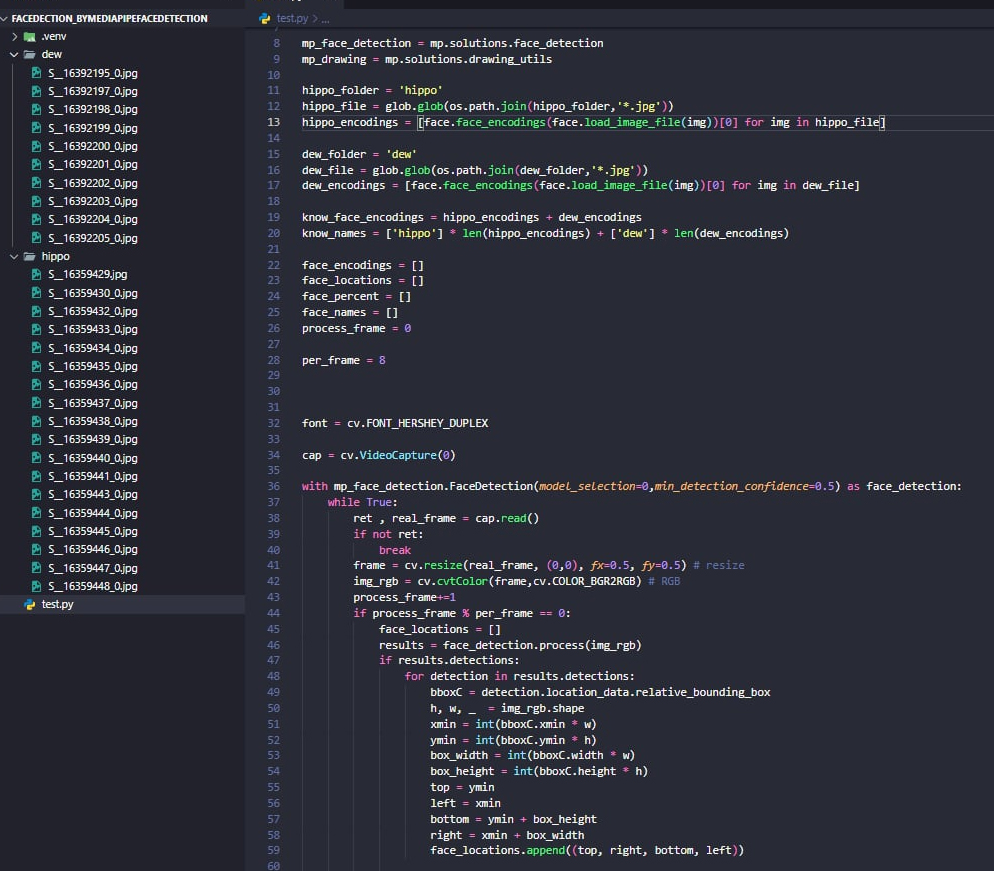 FACEDECTION_BYMEDIAPIPEFACEDETECTION
.venv
dew
S__16392195_0.jpg
S__16392197_0.jpg
S__16392198_0.jpg
S__16392199_0.jpg
S__16392200_0.jpg
S__16392201_0.jpg
S__16392202_0.jpg
S__16392203_0.jpg
S__16392204_0.jpg
S__16392205_0.jpg
hippo
S__16359429.jpg
S__16359430_0.jpg
S__16359432_0.jpg
S__16359433_0.jpg
S__16359434_0.jpg
S__16359435_0.jpg
S__16359436_0.jpg
S__16359437_0.jpg
S__16359438_0.jpg
S__16359439_0.jpg
S__16359440_0.jpg
S__16359441_0.jpg
S__16359443_0.jpg
S__16359444_0.jpg
S__16359445_0.jpg
S__16359446_0.jpg
S__16359447_0.jpg
S__16359448_0.jpg
test.py
test.py > ...
8 mp_face_detection = mp.solutions.face_detection
9 mp_drawing = mp.solutions.drawing_utils
10
11 hippo_folder = 'hippo'
12 hippo_file = glob.glob(os.path.join(hippo_folder,'*.jpg'))
13 hippo_encodings = [face.face_encodings(face.load_image_file(img))[0] for img in hippo_file]
14
15 dew_folder = 'dew'
16 dew_file = glob.glob(os.path.join(dew_folder,'*.jpg'))
17 dew_encodings = [face.face_encodings(face.load_image_file(img))[0] for img in dew_file]
18
19 know_face_encodings = hippo_encodings + dew_encodings
20 know_names = ['hippo'] * len(hippo_encodings) + ['dew'] * len(dew_encodings)
21
22 face_encodings = []
23 face_locations = []
24 face_percent = []
25 face_names = []
26 process_frame = 0
27
28 per_frame = 8
29
30
31
32 font = cv.FONT_HERSHEY_DUPLEX
33
34 cap = cv.VideoCapture(0)
35
36 with mp_face_detection.FaceDetection(model_selection=0,min_detection_confidence=0.5) as face_detection:
37     while True:
38         ret , real_frame = cap.read()
39         if not ret:
40             break
41         frame = cv.resize(real_frame, (0,0), fx=0.5, fy=0.5) # resize
42         img_rgb = cv.cvtColor(frame,cv.COLOR_BGR2RGB) # RGB
43         process_frame+=1
44         if process_frame % per_frame == 0:
45             face_locations = []
46             results = face_detection.process(img_rgb)
47             if results.detections:
48                 for detection in results.detections:
49                     bboxC = detection.location_data.relative_bounding_box
50                     h, w, _  = img_rgb.shape
51                     xmin = int(bboxC.xmin * w)
52                     ymin = int(bboxC.ymin * h)
53                     box_width = int(bboxC.width * w)
54                     box_height = int(bboxC.height * h)
55                     top = ymin
56                     left = xmin
57                     bottom = ymin + box_height
58                     right = xmin + box_width
59                     face_locations.append((top, right, bottom, left))
60